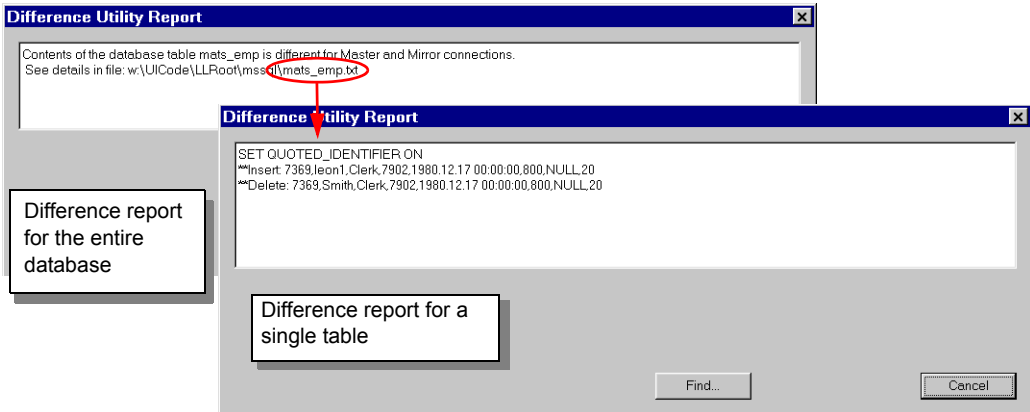 Difference Utility Report
Contents of the database table mats_emp is different for Master and Mirror connections.
See details in file: w:\UICode\LLRoot\mssql\mats_emp.txt
Difference Utility Report
SET QUOTED_IDENTIFIER ON
***Insert: 7369,leon1,Clerk,7902,1980.12.17 00:00:00,800,NULL,20
***Delete: 7369,Smith,Clerk,7902,1980.12.17 00:00:00,800,NULL,20
Difference report
for the entire
database
Difference report for a
single table
Find...
Cancel